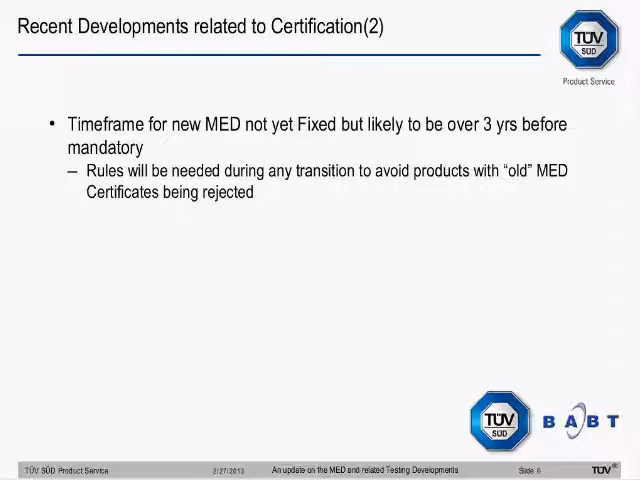 Recent Developments related to Certification(2)
TÜV
SÜD
Product Service
• Timeframe for new MED not yet Fixed but likely to be over 3 yrs before
mandatory
– Rules will be needed during any transition to avoid products with “old” MED
Certificates being rejected
TÜV
SÜD
BABT
TÜV SÜD Product Service 2/27/2013 An update on the MED and related Testing Developments Slide 6 TÜV®